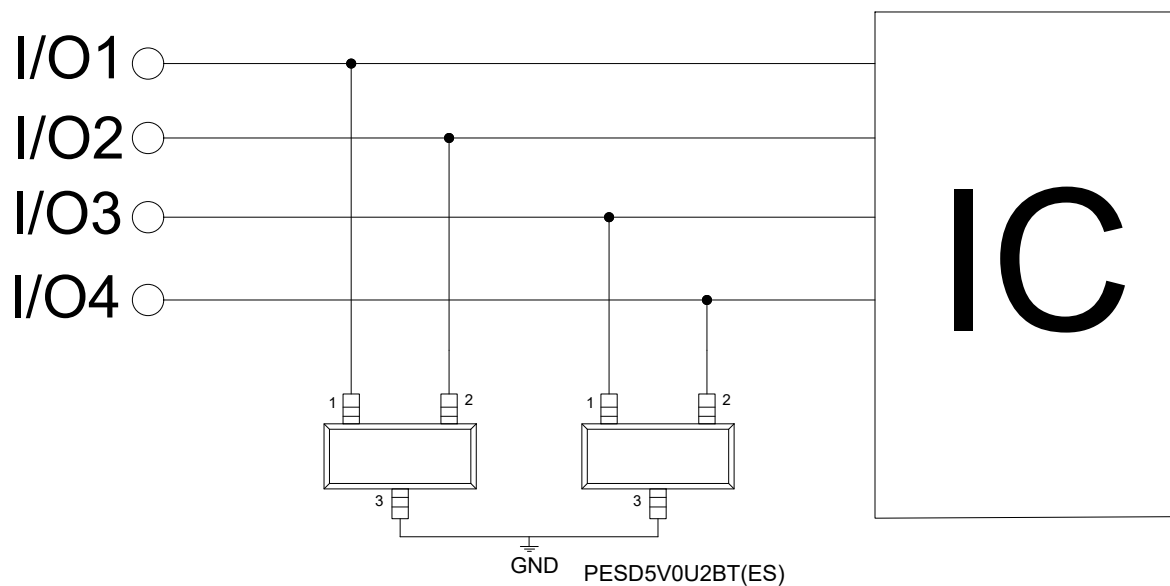 I/O1
I/O2
I/O3
I/O4
IC
1 2
1 2
3
3
GND
PESD5V0U2BT(ES)